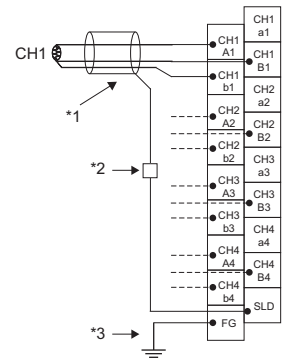 CH1
a1
CH1
A1
CH1
CH1
B1
CH1
b1
CH2
a2
*1
CH2
A2
CH2
B2
CH2
b2
CH3
a3
*2
CH3
A3
CH3
B3
CH3
b3
CH4
a4
CH4
A4
CH4
B4
CH4
b4
SLD
*3
FG